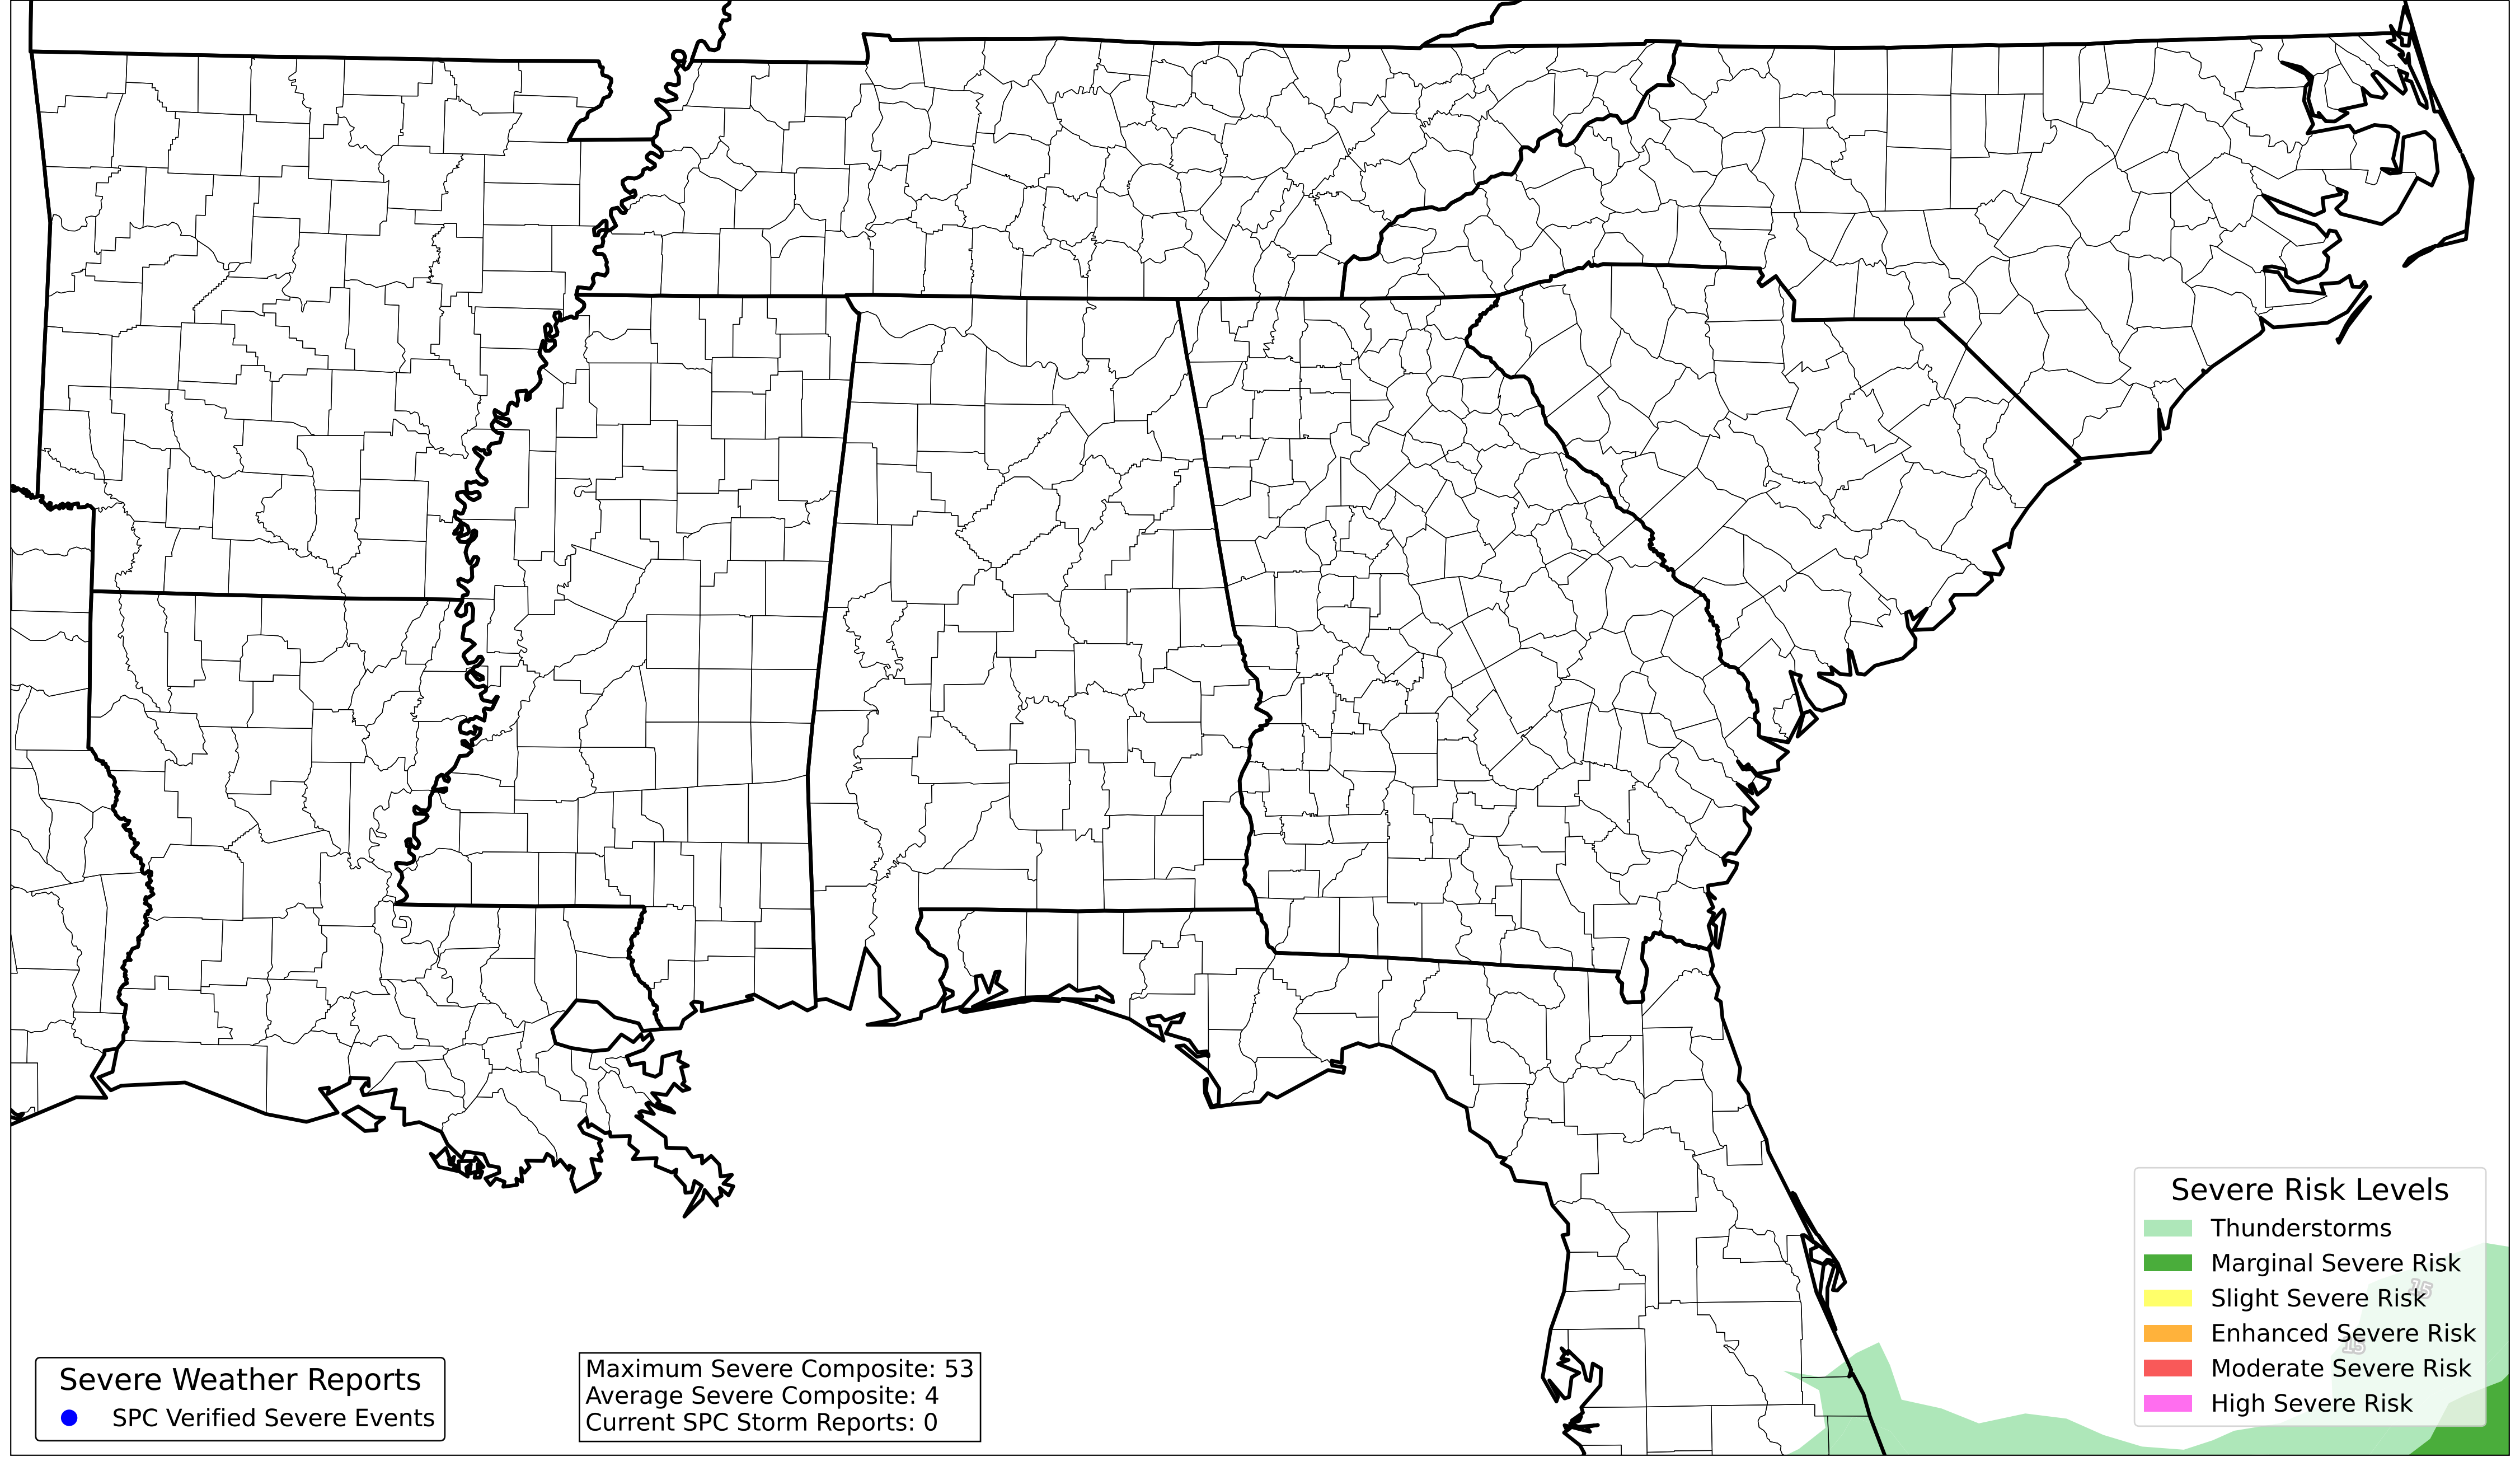 Severe Risk Levels
Thunderstorms
Marginal Severe Risk
15
Slight Severe Risk
Enhanced Severe Risk
15
Moderate Severe Risk
High Severe Risk
Severe Weather Reports
SPC Verified Severe Events
Maximum Severe Composite: 53
Average Severe Composite: 4
Current SPC Storm Reports: 0